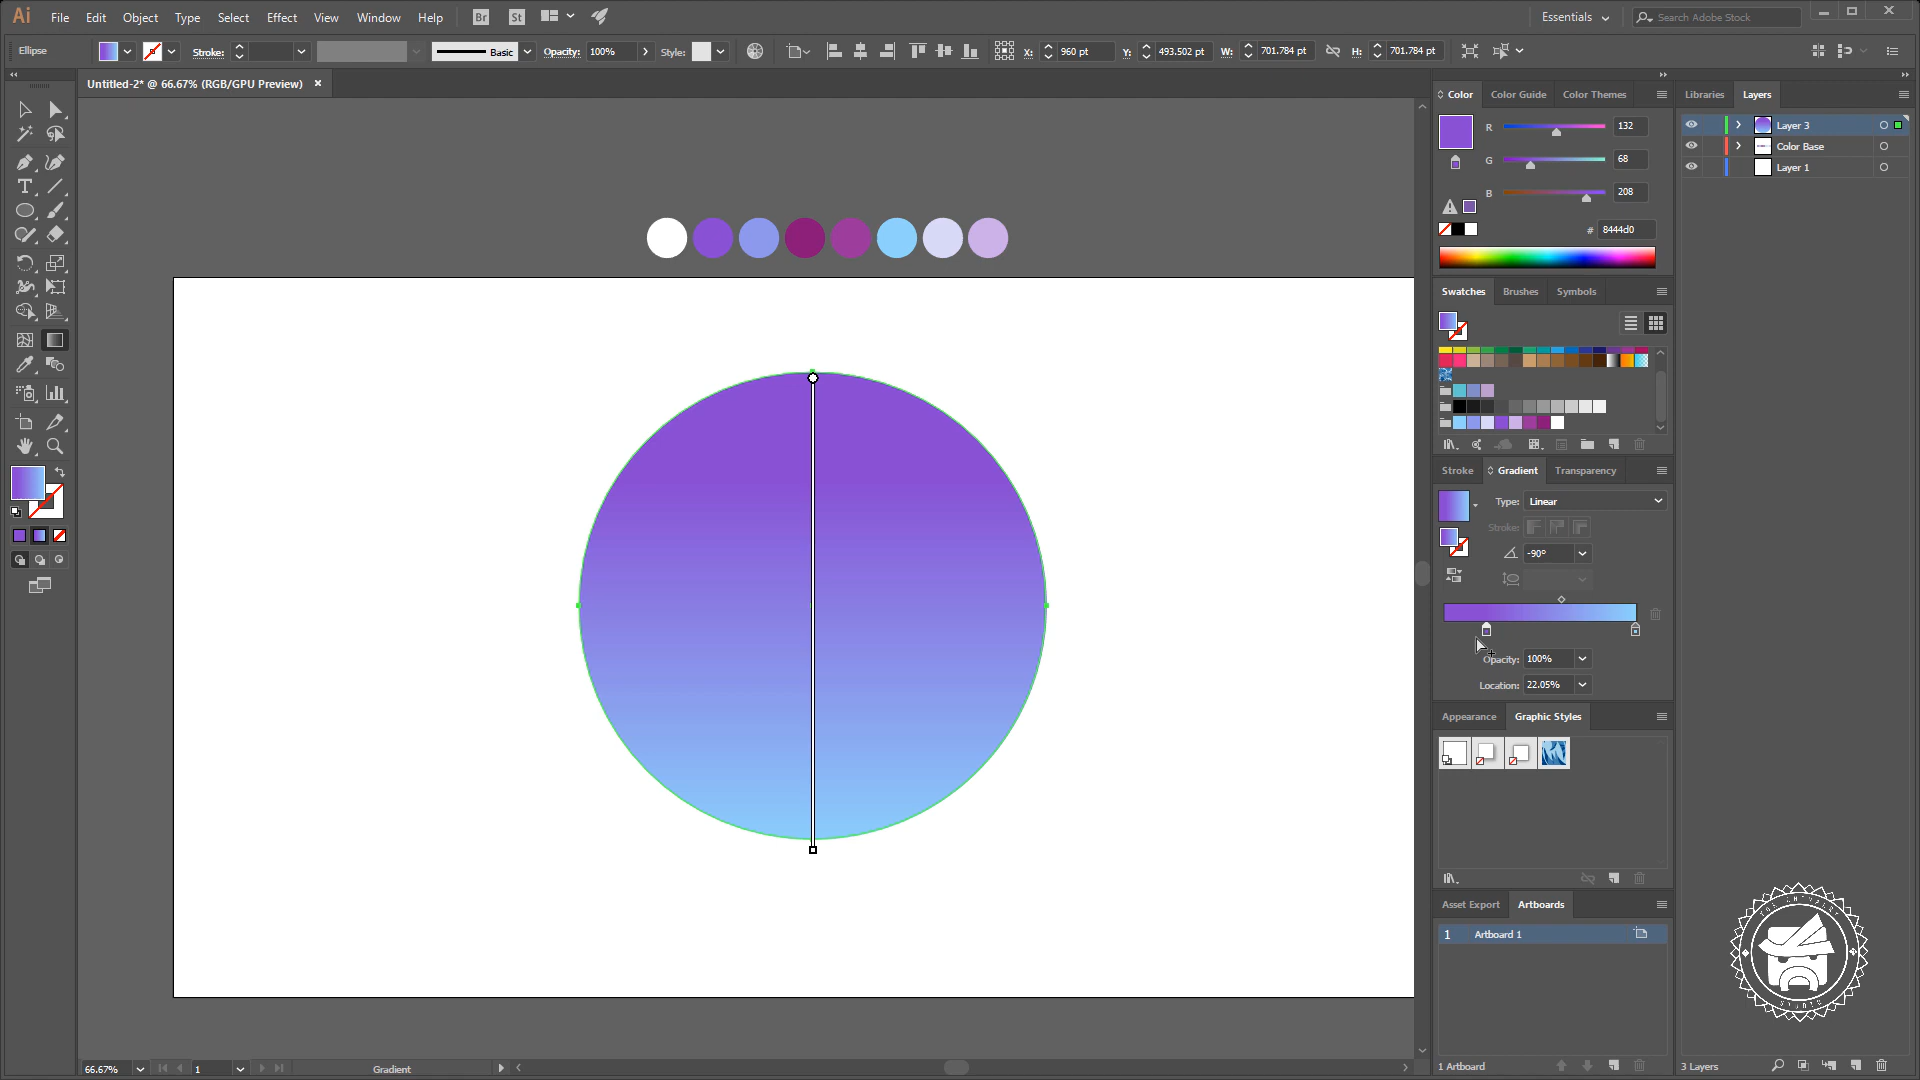 Ai File Edit Object Type Select Effect View Window Help Br St Essentials Search Adobe Stock
Ellipse Stroke: Basic Opacity: 100% Style: X: 960 pt Y: 493.502 pt W: 701.784 pt H: 701.784 pt
Untitled-2* @ 66.67% (RGB/GPU Preview)
Color Color Guide Color Themes
R 132
G 68
B 208
# 8444d0
Swatches Brushes Symbols
Stroke Gradient Transparency
Type: Linear
Stroke:
-90°
Opacity: 100%
Location: 22.05%
Appearance Graphic Styles
Asset Export Artboards
1 Artboard 1
1 Artboard
Libraries Layers
Layer 3
Color Base
Layer 1
3 Layers
66.67% 1 Gradient